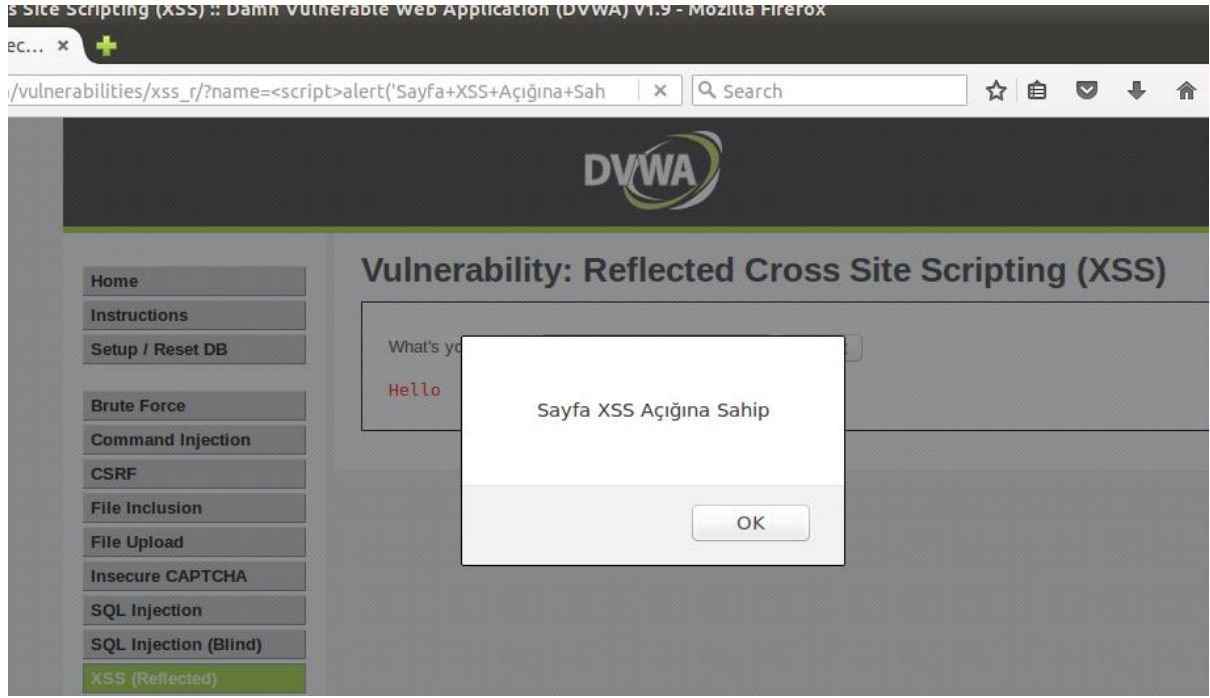 s Site Scripting (XSS) :: Damn Vulnerable Web Application (DVWA) v1.9 - Mozilla Firefox
ec...
/vulnerabilities/xss_r/?name=<script>alert('Sayfa+XSS+Açığına+Sah
Search
DVWA
Home
Instructions
Setup / Reset DB
Brute Force
Command Injection
CSRF
File Inclusion
File Upload
Insecure CAPTCHA
SQL Injection
SQL Injection (Blind)
XSS (Reflected)
Vulnerability: Reflected Cross Site Scripting (XSS)
What's yo
Hello
Sayfa XSS Açığına Sahip
OK